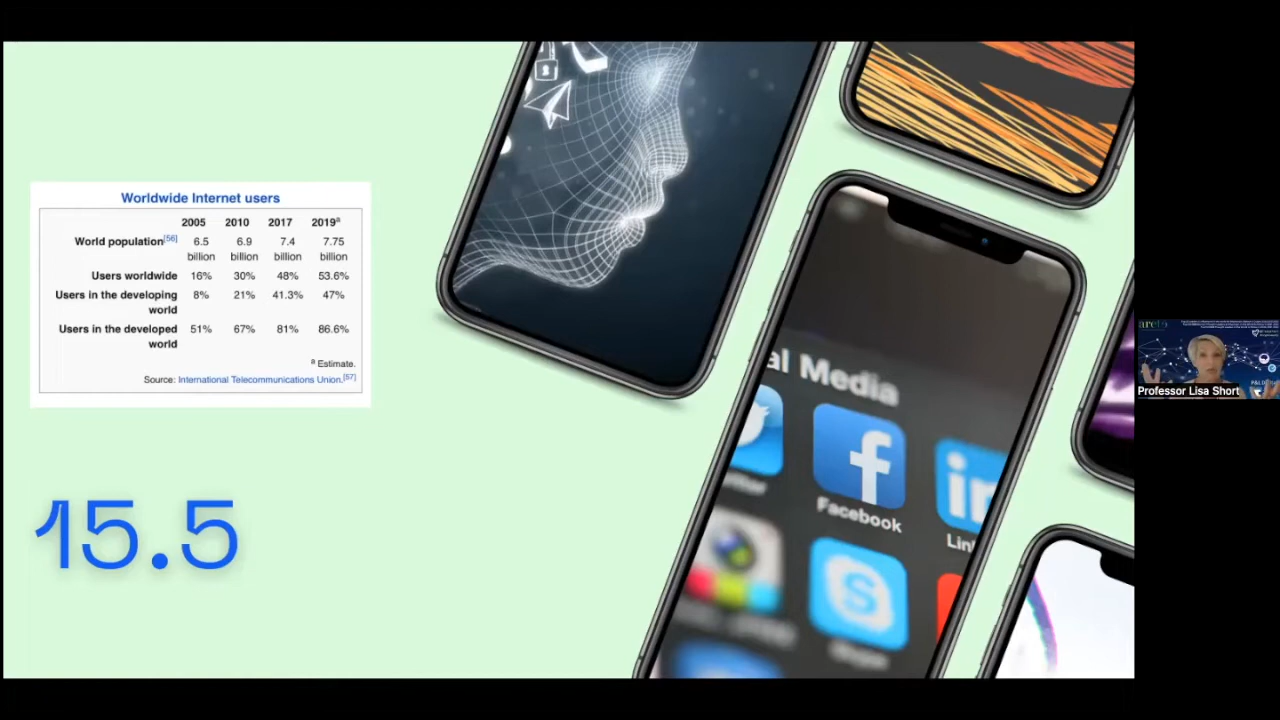 Worldwide Internet users
2005 2010 2017 2019ᵃ
World population[56] 6.5 billion 6.9 billion 7.4 billion 7.75 billion
Users worldwide 16% 30% 48% 53.6%
Users in the developing world 8% 21% 41.3% 47%
Users in the developed world 51% 67% 81% 86.6%
ᵃ Estimate.
Source: International Telecommunications Union.[57]
15.5
al Media
Facebook
in
Lin
Skype
Professor Lisa Short